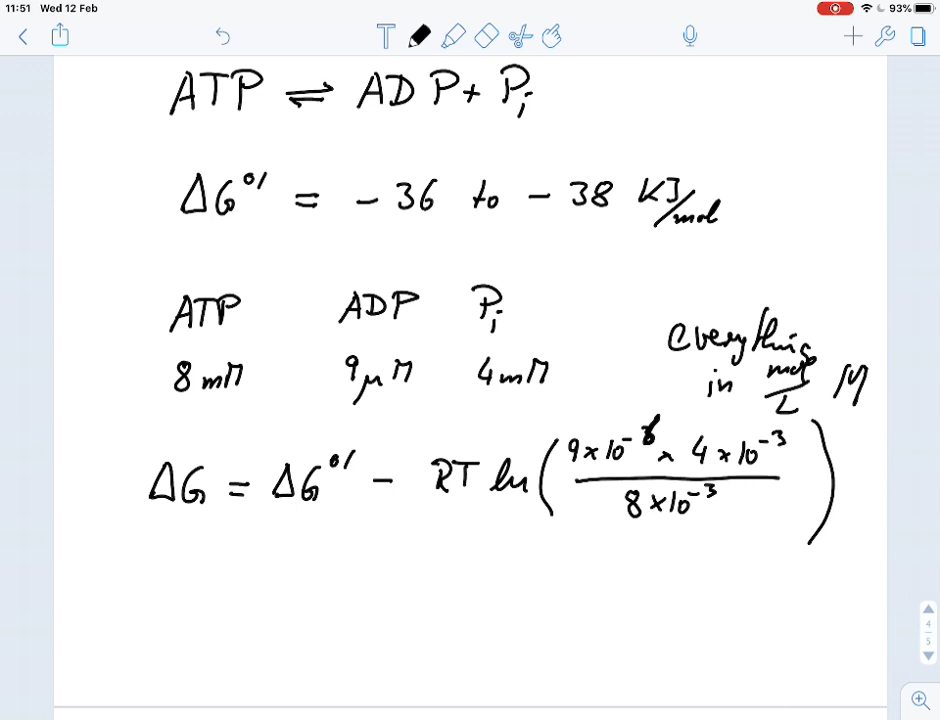 11:51 Wed 12 Feb 93%
T
ATP ⇌ ADP + Pi
ΔG°' = − 36 to − 38 KJ/mol
ATP ADP Pi
8 mM 9 μM 4 mM
everything
in mol/L M
ΔG = ΔG°' − RT ln ( 9 × 10⁻⁶ × 4 × 10⁻³ / 8 × 10⁻³ )
4
5